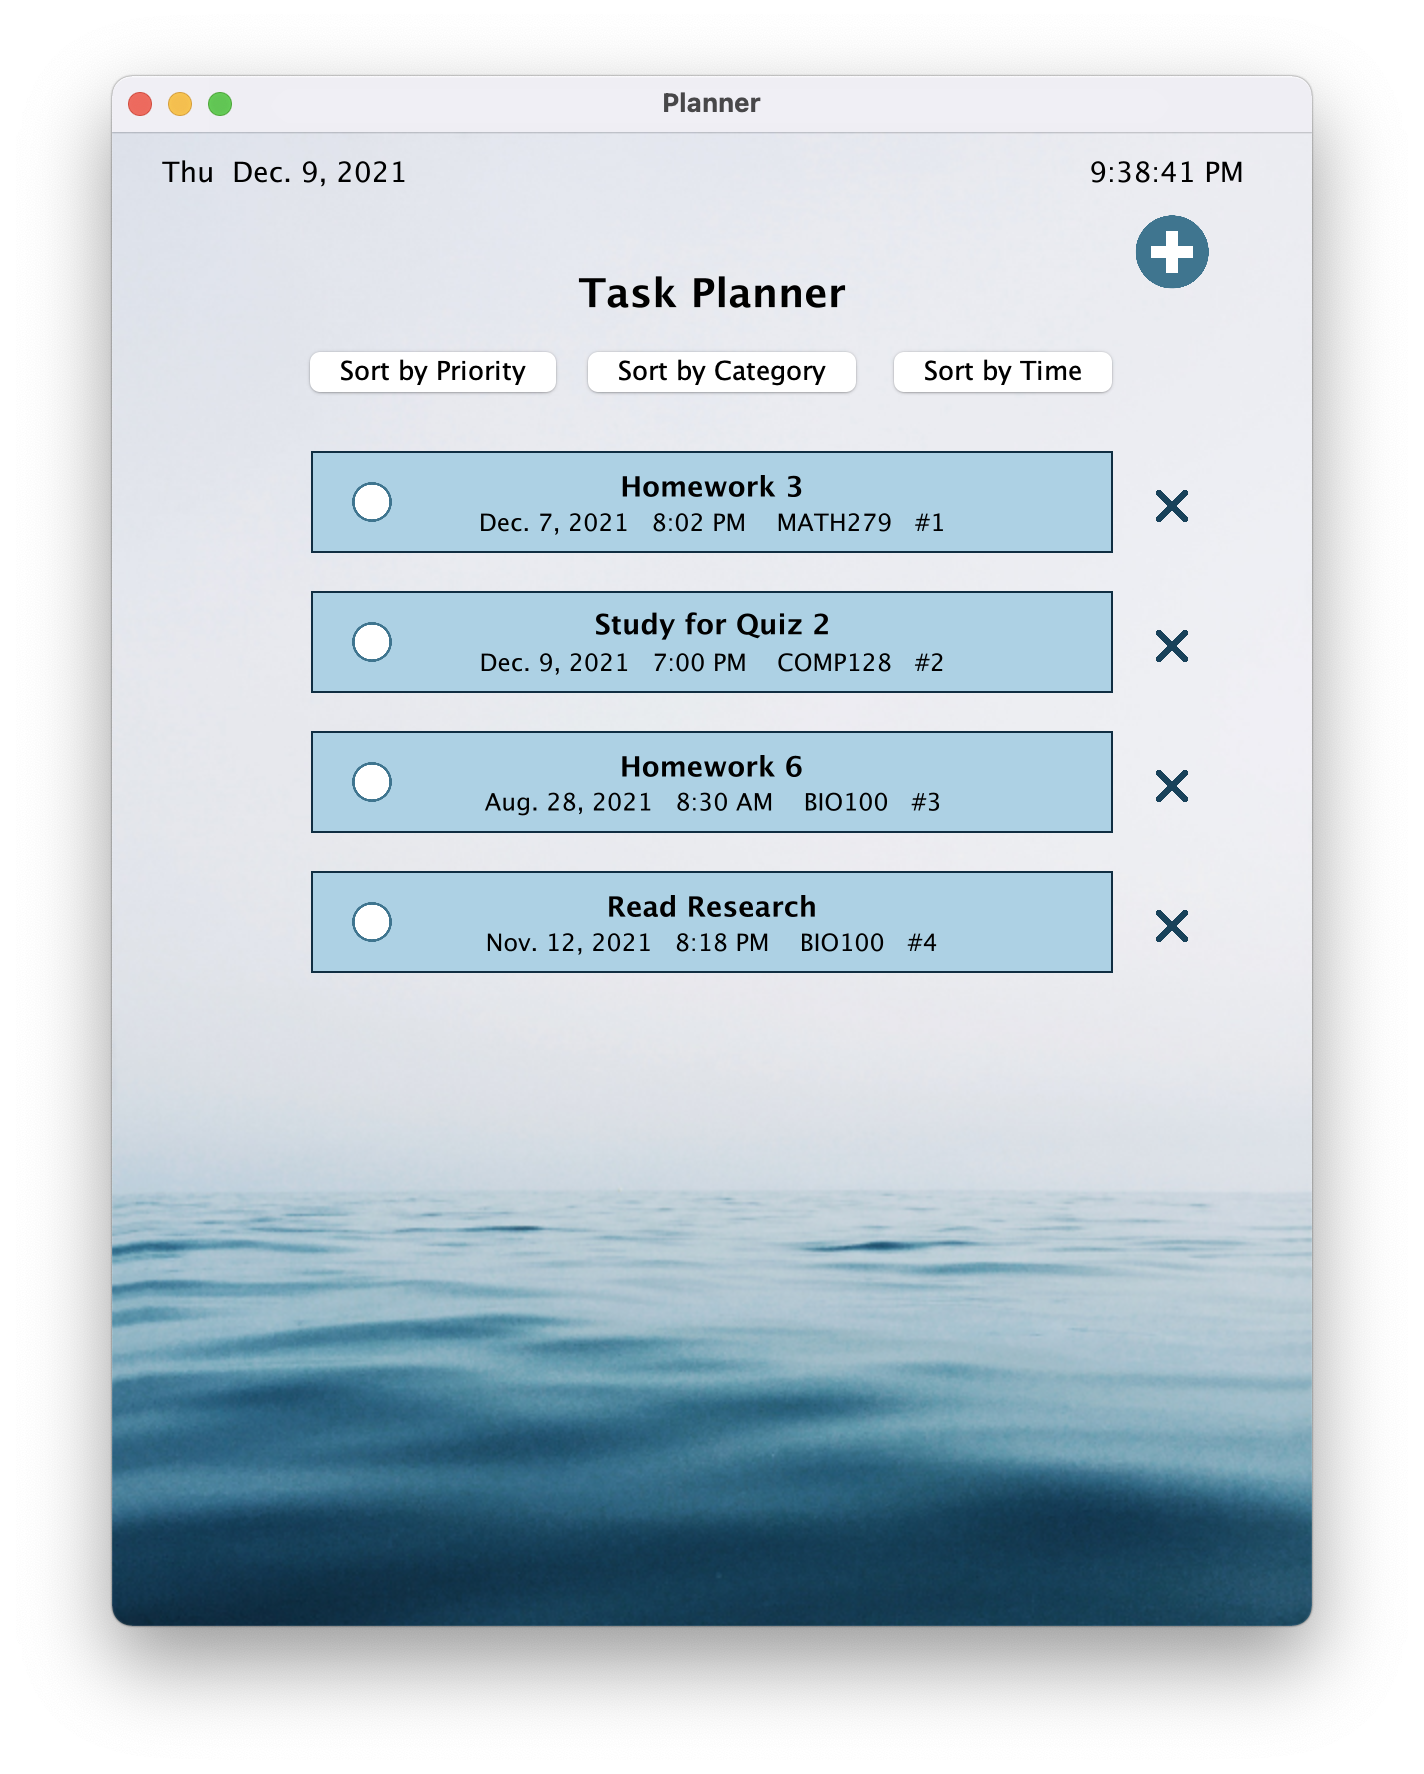 Planner
Thu Dec. 9, 2021 9:38:41 PM
Task Planner
Sort by Priority Sort by Category Sort by Time
Homework 3
Dec. 7, 2021 8:02 PM MATH279 #1
Study for Quiz 2
Dec. 9, 2021 7:00 PM COMP128 #2
Homework 6
Aug. 28, 2021 8:30 AM BIO100 #3
Read Research
Nov. 12, 2021 8:18 PM BIO100 #4